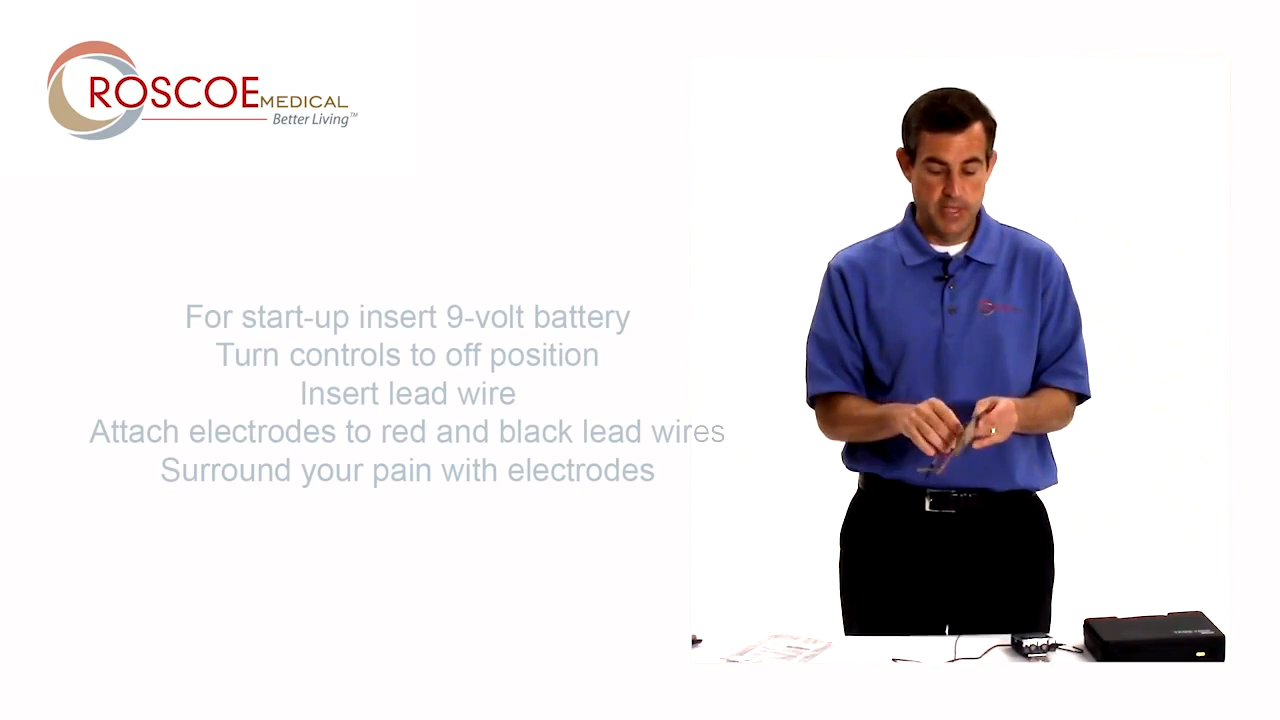 ROSCOE MEDICAL
Better Living™
For start-up insert 9-volt battery
Turn controls to off position
Insert lead wire
Attach electrodes to red and black lead wires
Surround your pain with electrodes